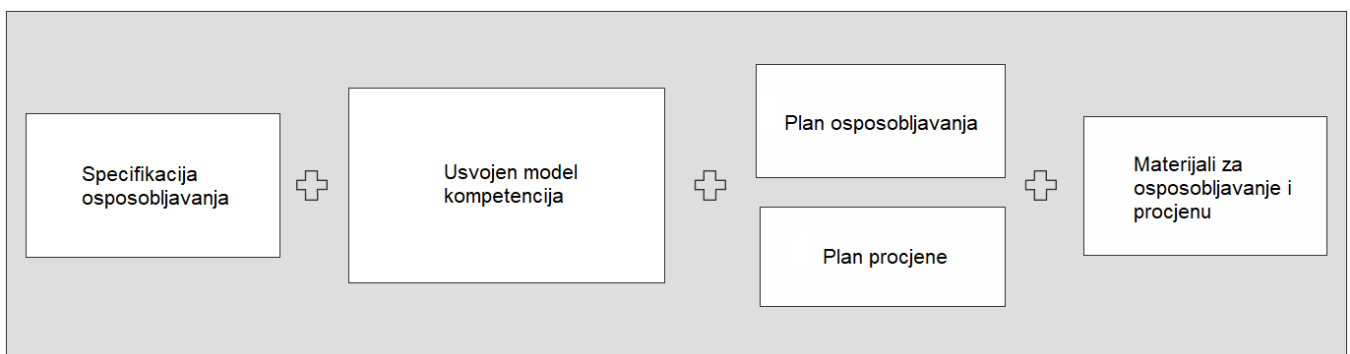 Specifikacija
osposobljavanja
Usvojen model
kompetencija
Plan osposobljavanja
Plan procjene
Materijali za
osposobljavanje i
procjenu